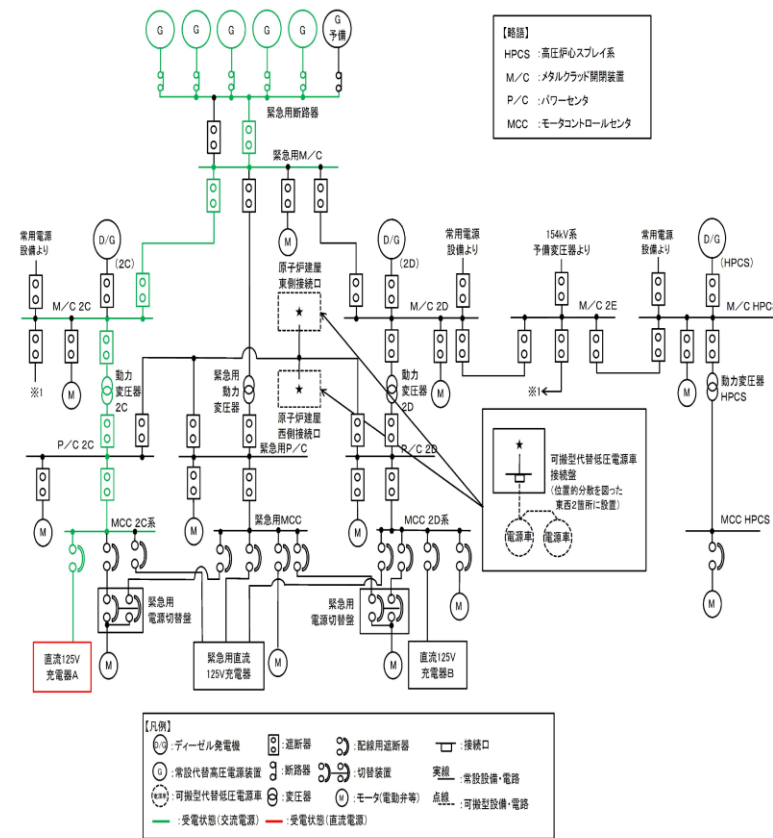 G
G
G
G
G
G
予備
緊急用断路器
緊急用M/C
【略語】
HPCS :高圧炉心スプレイ系
M/C :メタルクラッド開閉装置
P/C :パワーセンタ
MCC :モータコントロールセンタ
常用電源
設備より
D/G
(2C)
M
原子炉建屋
東側接続口
★
D/G
(2D)
常用電源
設備より
154kV系
予備変圧器より
常用電源
設備より
D/G
(HPCS)
M/C 2C
M/C 2D
M/C 2E
M/C HPCS
※1
M
動力
変圧器
2C
緊急用
動力
変圧器
★
原子炉建屋
西側接続口
動力
変圧器
2D
M
※1
M
動力変圧器
HPCS
P/C 2C
緊急用P/C
P/C 2D
★
可搬型代替低圧電源車
接続盤
(位置的分散を図った
東西2箇所に設置)
電源車
電源車
M
M
M
MCC 2C系
緊急用MCC
MCC 2D系
MCC HPCS
緊急用
電源切替盤
緊急用
電源切替盤
M
M
直流125V
充電器A
M
緊急用直流
125V充電器
M
M
直流125V
充電器B
【凡例】
D/G :ディーゼル発電機
:遮断器
:配線用遮断器
:接続口
G :常設代替高圧電源装置
:断路器
:切替装置
実線 :常設設備・電路
電源車 :可搬型代替低圧電源車
:変圧器
M :モータ(電動弁等)
点線 :可搬型設備・電路
:受電状態(交流電源)
:受電状態(直流電源)